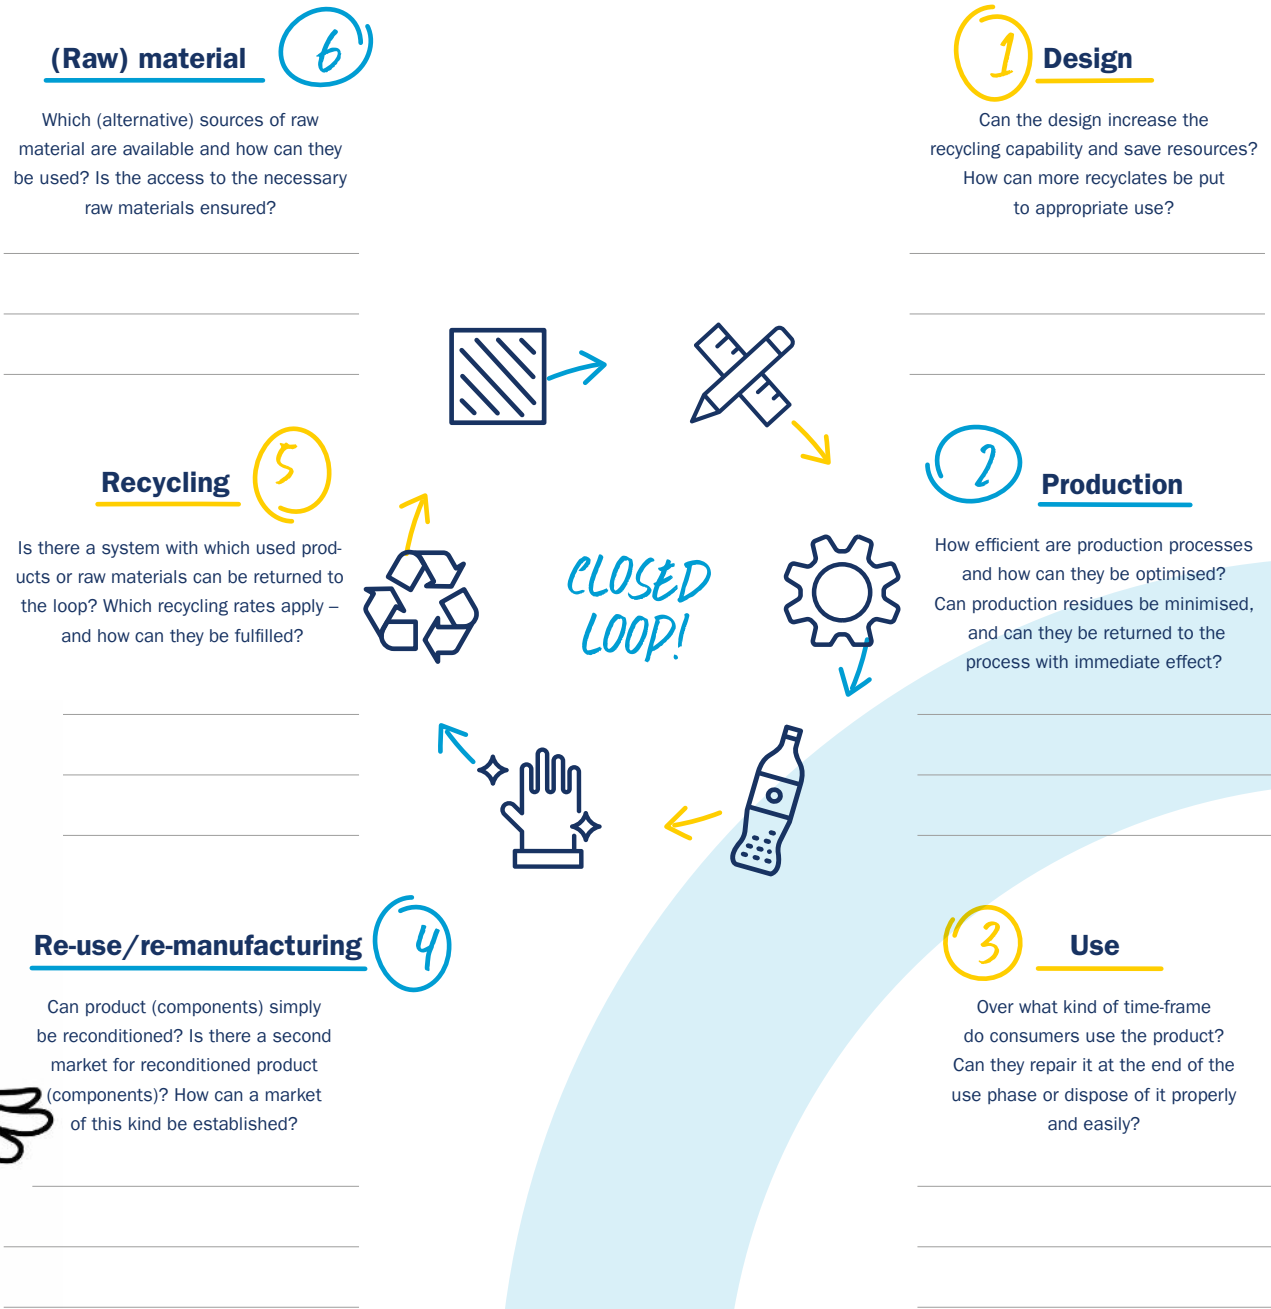 (Raw) material
6
Which (alternative) sources of raw
material are available and how can they
be used? Is the access to the necessary
raw materials ensured?
1
Design
Can the design increase the
recycling capability and save resources?
How can more recyclates be put
to appropriate use?
Recycling
5
Is there a system with which used prod-
ucts or raw materials can be returned to
the loop? Which recycling rates apply –
and how can they be fulfilled?
CLOSED
LOOP!
2
Production
How efficient are production processes
and how can they be optimised?
Can production residues be minimised,
and can they be returned to the
process with immediate effect?
Re-use/re-manufacturing
4
Can product (components) simply
be reconditioned? Is there a second
market for reconditioned product
(components)? How can a market
of this kind be established?
3
Use
Over what kind of time-frame
do consumers use the product?
Can they repair it at the end of the
use phase or dispose of it properly
and easily?